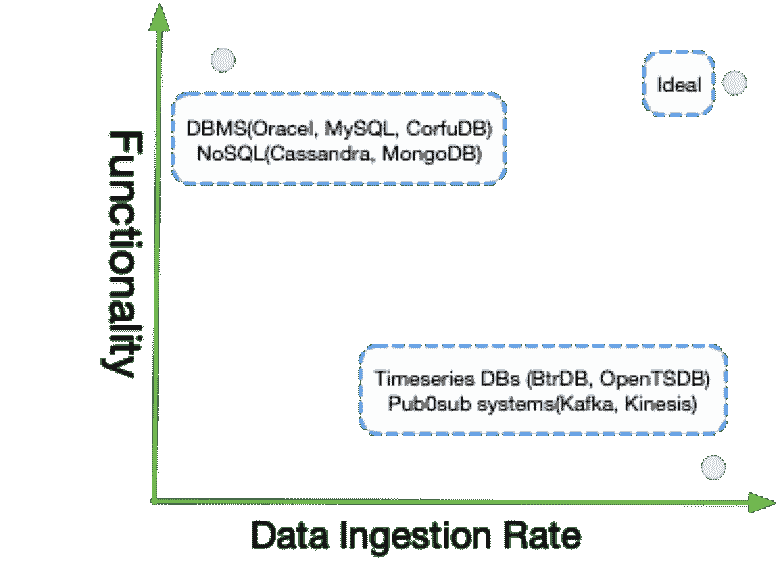 Functionality
DBMS(Oracel, MySQL, CorfuDB)
NoSQL(Cassandra, MongoDB)
Ideal
Timeseries DBs (BtrDB, OpenTSDB)
Pub0sub systems(Kafka, Kinesis)
Data Ingestion Rate